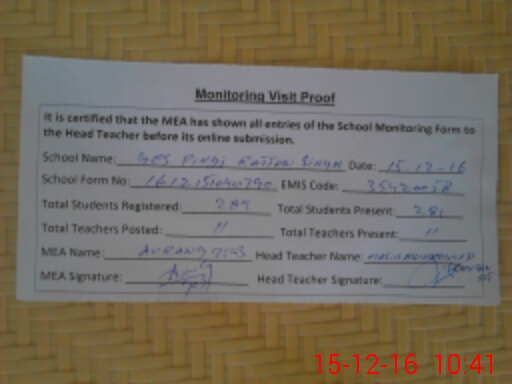 Monitoring Visit Proof
It is certified that the MEA has shown all entries of the School Monitoring Form to
the Head Teacher before its online submission.
School Name: GES PINDI RATTAN SINGH Date: 15-12-16
School Form No: EMIS Code:
Total Students Registered: 289 Total Students Present: 281
Total Teachers Posted: 11 Total Teachers Present: 11
MEA Name: AURANGZEB Head Teacher Name:
MEA Signature: Head Teacher Signature:
15-12-16 10:41